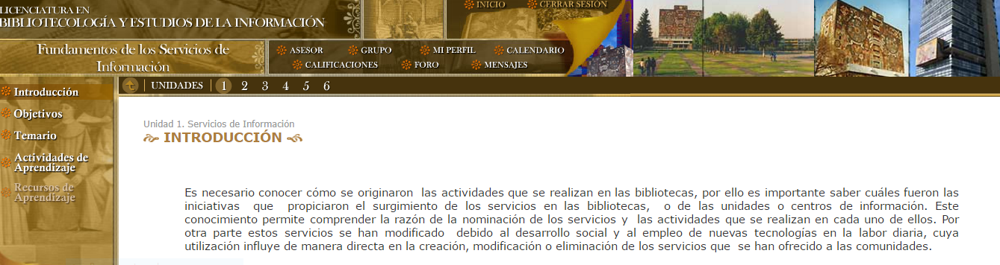 LICENCIATURA EN
BIBLIOTECOLOGÍA Y ESTUDIOS DE LA INFORMACIÓN
INICIO
CERRAR SESIÓN
Fundamentos de los Servicios de
Información
ASESOR
GRUPO
MI PERFIL
CALENDARIO
CALIFICACIONES
FORO
MENSAJES
UNIDADES 1 2 3 4 5 6
Introducción
Objetivos
Temario
Actividades de
Aprendizaje
Recursos de
Aprendizaje
Unidad 1. Servicios de Información
INTRODUCCIÓN
Es necesario conocer cómo se originaron las actividades que se realizan en las bibliotecas, por ello es importante saber cuáles fueron las
iniciativas que propiciaron el surgimiento de los servicios en las bibliotecas, o de las unidades o centros de información. Este
conocimiento permite comprender la razón de la nominación de los servicios y las actividades que se realizan en cada uno de ellos. Por
otra parte estos servicios se han modificado debido al desarrollo social y al empleo de nuevas tecnologías en la labor diaria, cuya
utilización influye de manera directa en la creación, modificación o eliminación de los servicios que se han ofrecido a las comunidades.